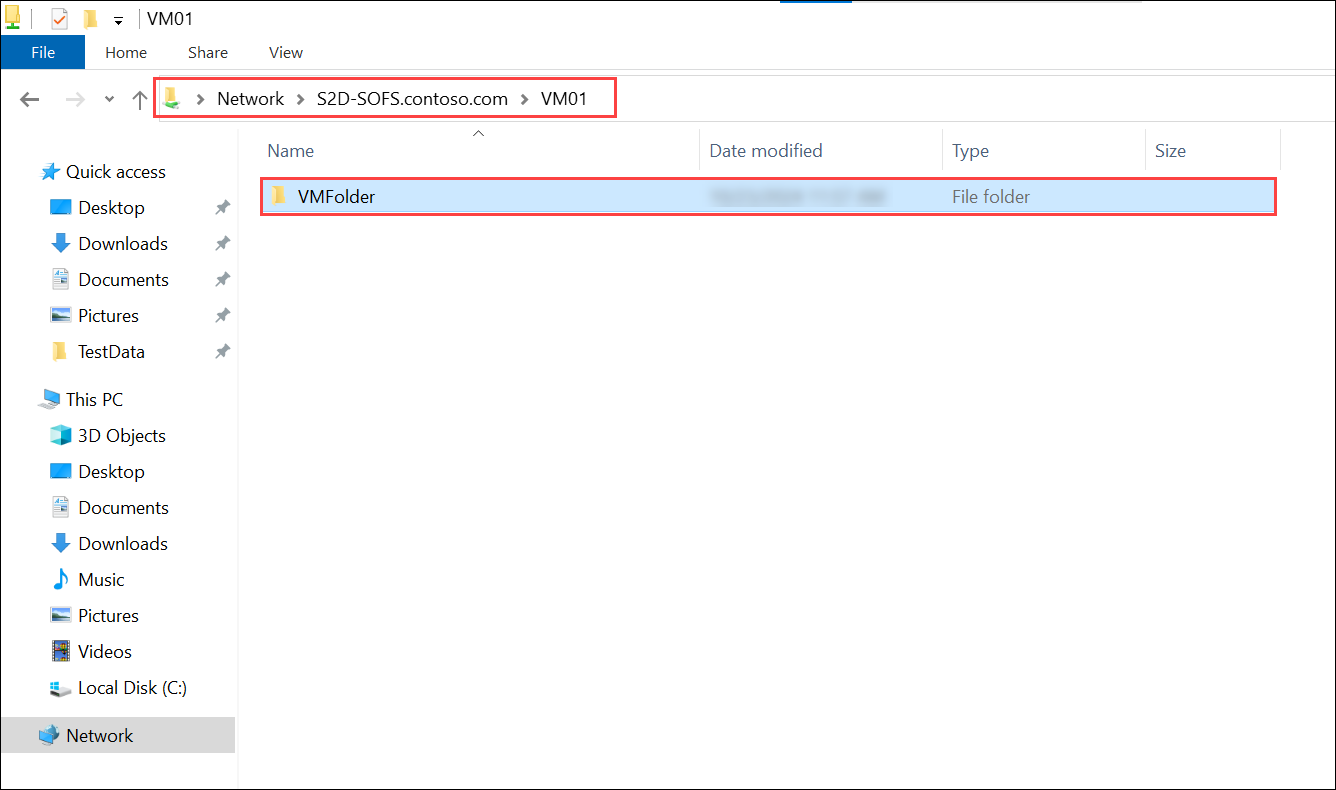 VM01
File Home Share View
Network S2D-SOFS.contoso.com VM01
Name Date modified Type Size
VMFolder File folder
Quick access
Desktop
Downloads
Documents
Pictures
TestData
This PC
3D Objects
Desktop
Documents
Downloads
Music
Pictures
Videos
Local Disk (C:)
Network